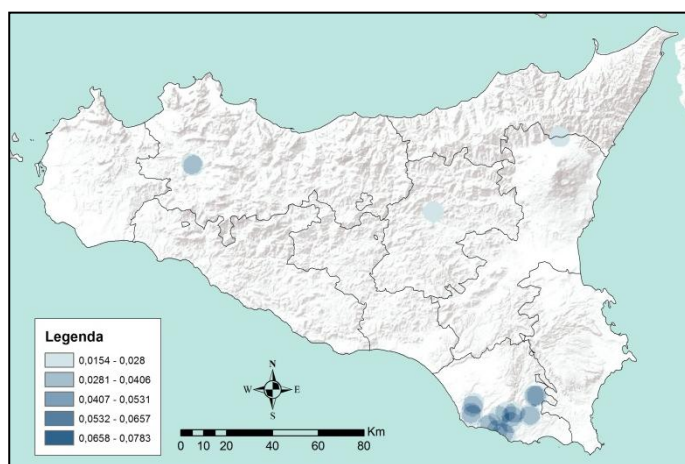 Legenda
0,0154 - 0,028
0,0281 - 0,0406
0,0407 - 0,0531
0,0532 - 0,0657
0,0658 - 0,0783
N
W E
S
Km
0 5 10 20 40 60 80